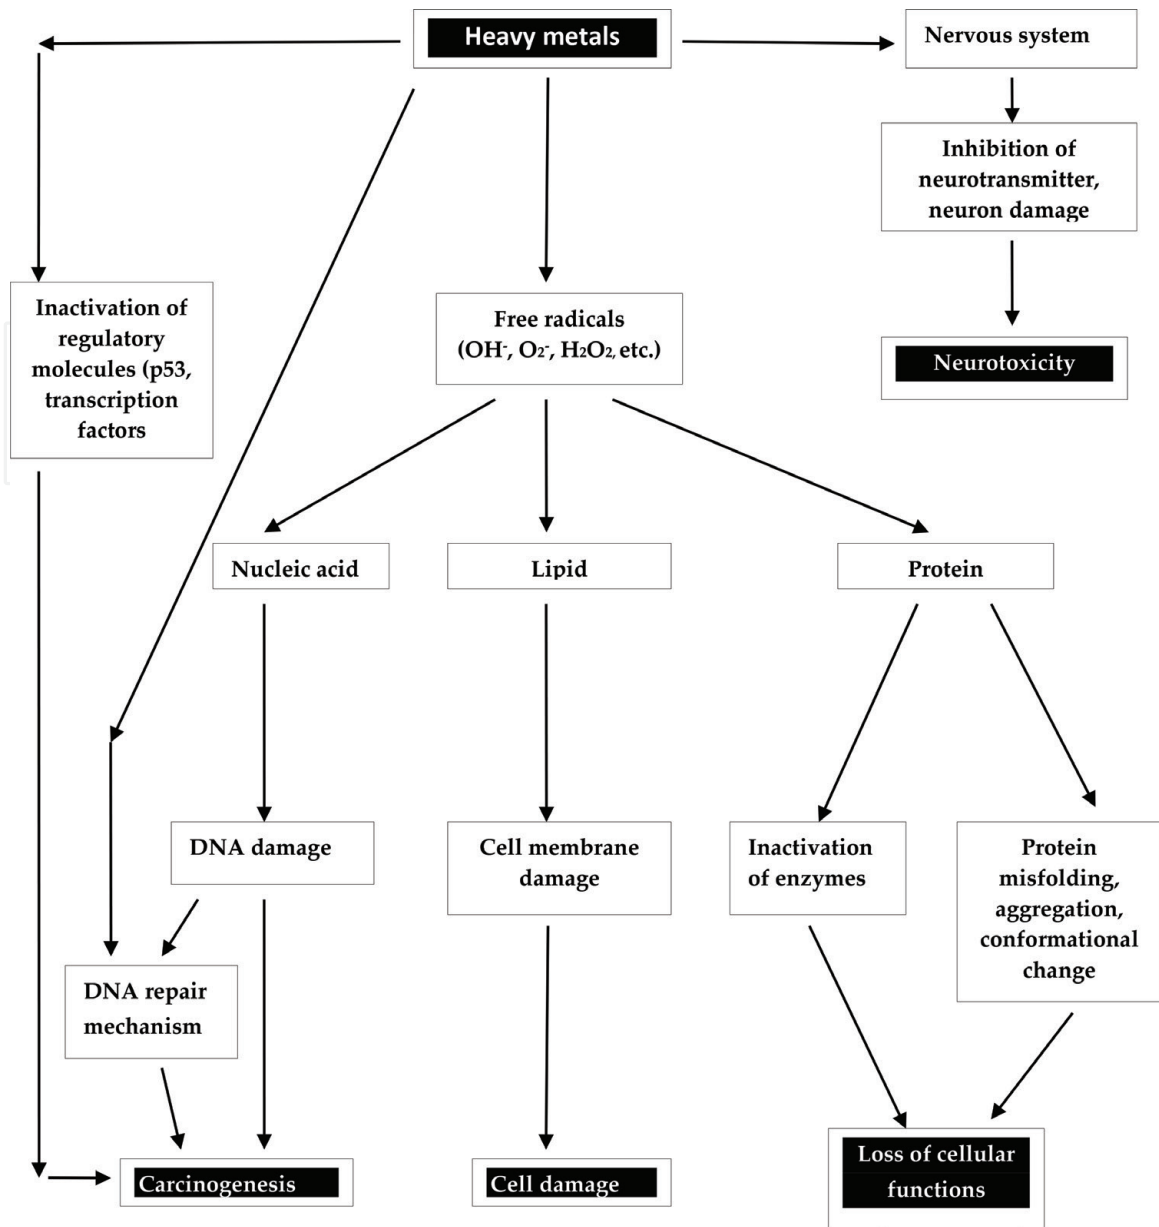 Heavy metals
Nervous system
Inhibition of
neurotransmitter,
neuron damage
Inactivation of
regulatory
molecules (p53,
transcription
factors
Free radicals
(OH⁻, O₂⁻, H₂O₂, etc.)
Neurotoxicity
Nucleic acid
Lipid
Protein
DNA damage
Cell membrane
damage
Inactivation
of enzymes
Protein
misfolding,
aggregation,
conformational
change
DNA repair
mechanism
Carcinogenesis
Cell damage
Loss of cellular
functions